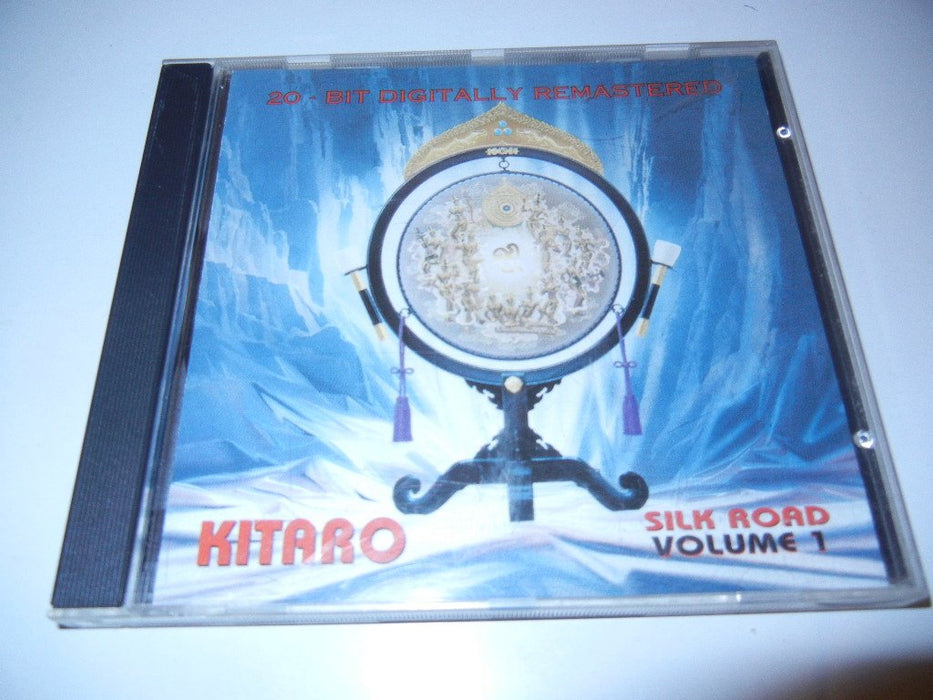 20 - BIT DIGITALLY REMASTERED
KITARO
SILK ROAD
VOLUME 1